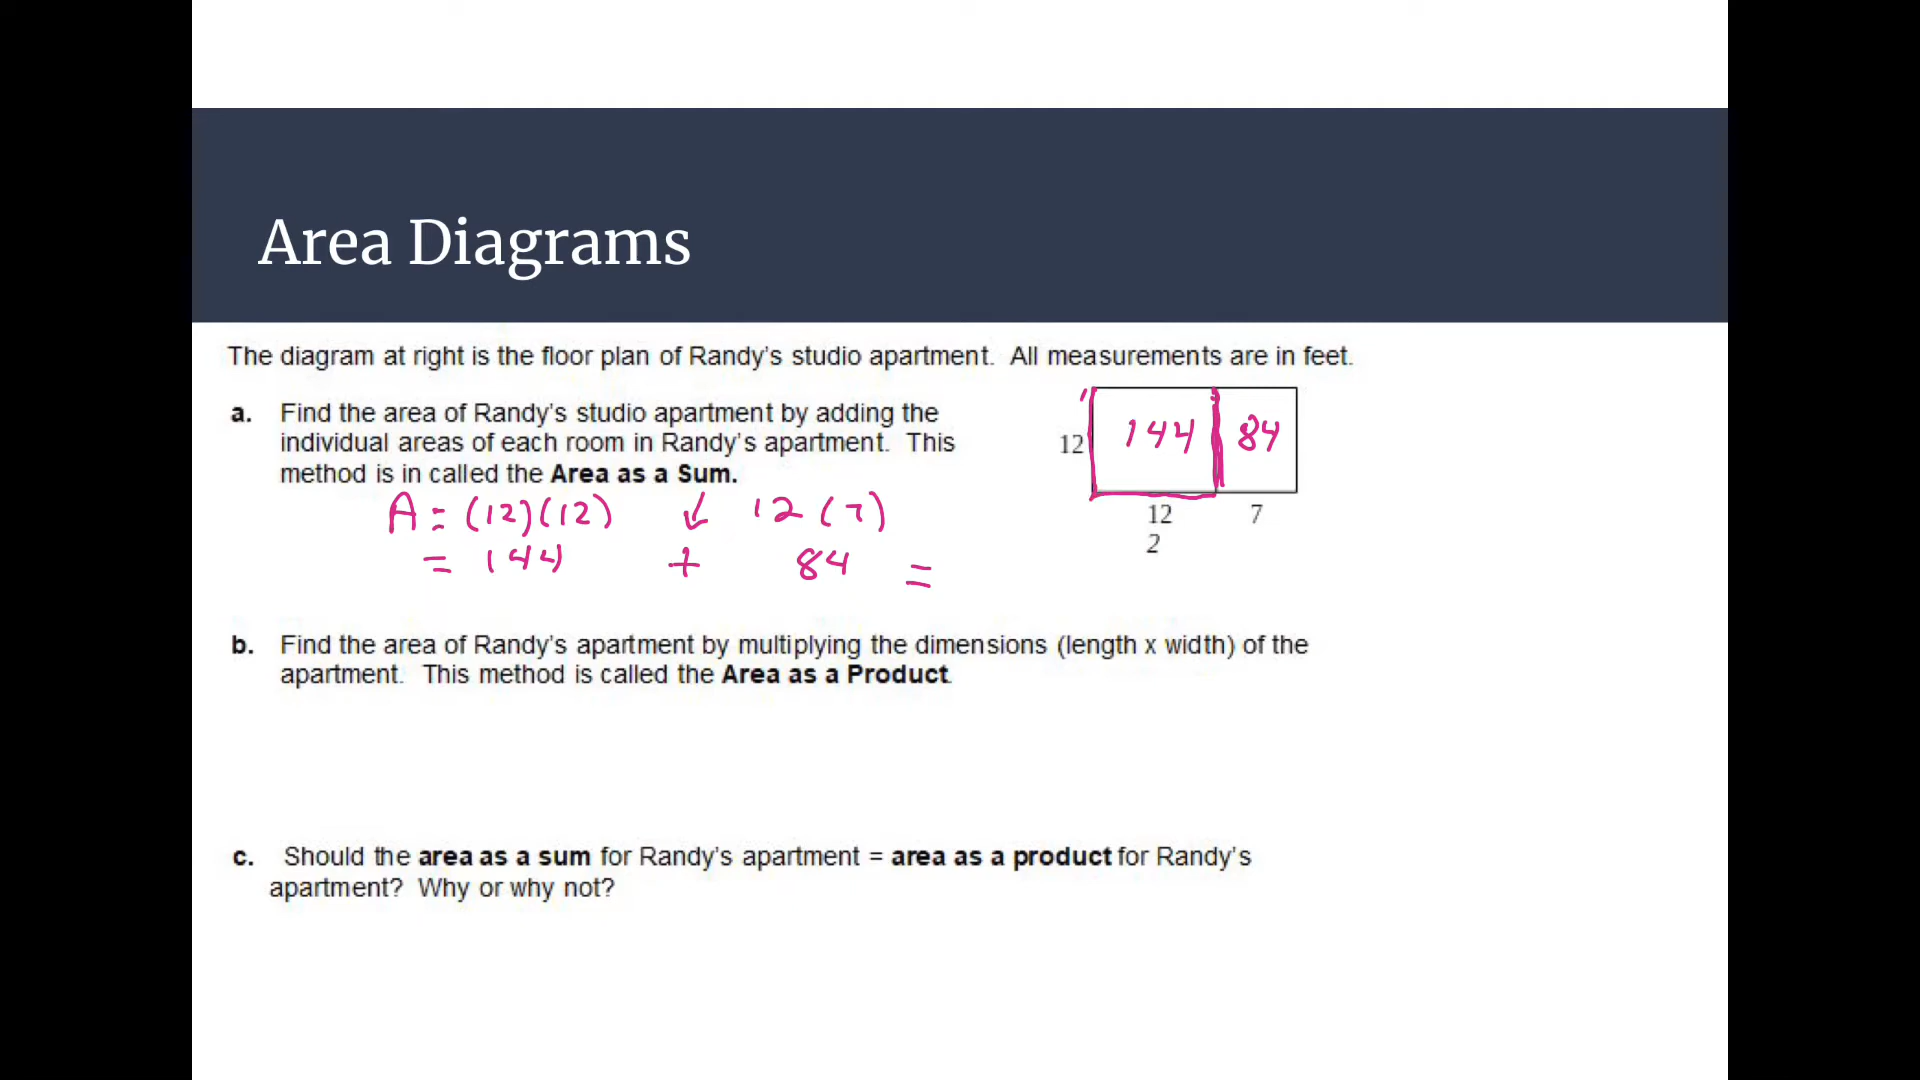 Area Diagrams
The diagram at right is the floor plan of Randy's studio apartment. All measurements are in feet.
a. Find the area of Randy's studio apartment by adding the
individual areas of each room in Randy's apartment. This
method is in called the Area as a Sum.
A = (12)(12) ↓ 12 (7)
= 144 + 84 =
144 84
12
12 7
2
b. Find the area of Randy's apartment by multiplying the dimensions (length x width) of the
apartment. This method is called the Area as a Product.
c. Should the area as a sum for Randy's apartment = area as a product for Randy's
apartment? Why or why not?